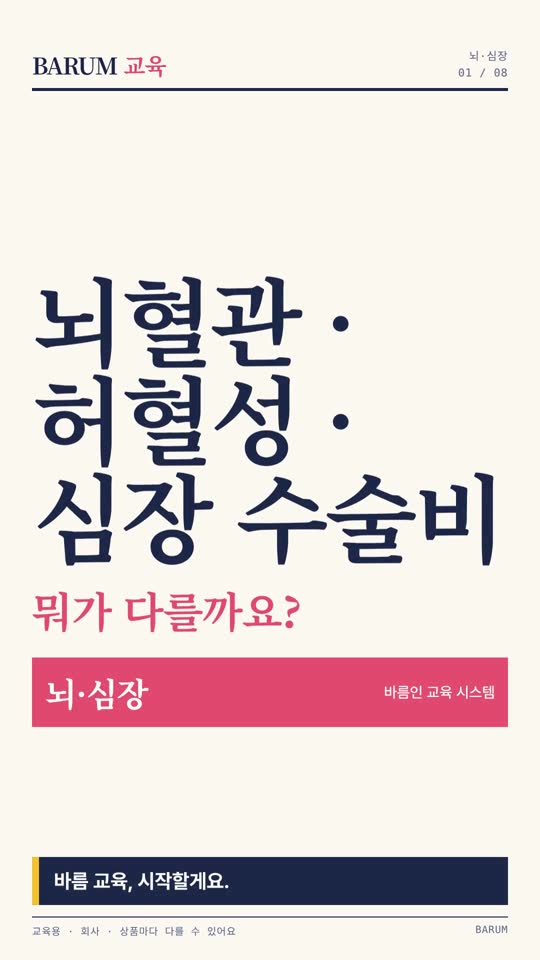 BARUM 교육
뇌·심장
01 / 08
뇌혈관 ·
허혈성 ·
심장 수술비
뭐가 다를까요?
뇌·심장
바름인 교육 시스템
바름 교육, 시작할게요.
교육용 · 회사 · 상품마다 다를 수 있어요
BARUM